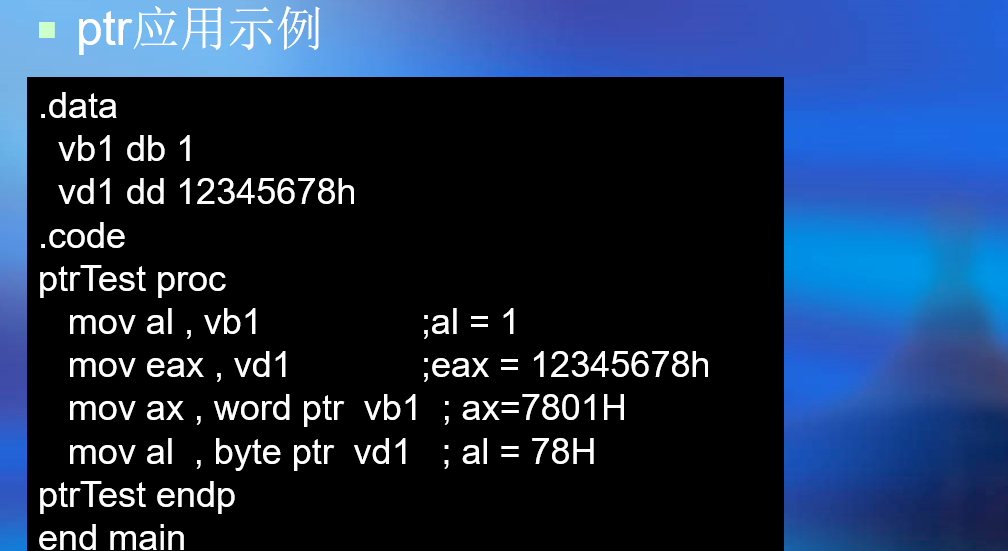 ptr应用示例
.data
vb1 db 1
vd1 dd 12345678h
.code
ptrTest proc
mov al , vb1 ;al = 1
mov eax , vd1 ;eax = 12345678h
mov ax , word ptr vb1 ; ax=7801H
mov al , byte ptr vd1 ; al = 78H
ptrTest endp
end main